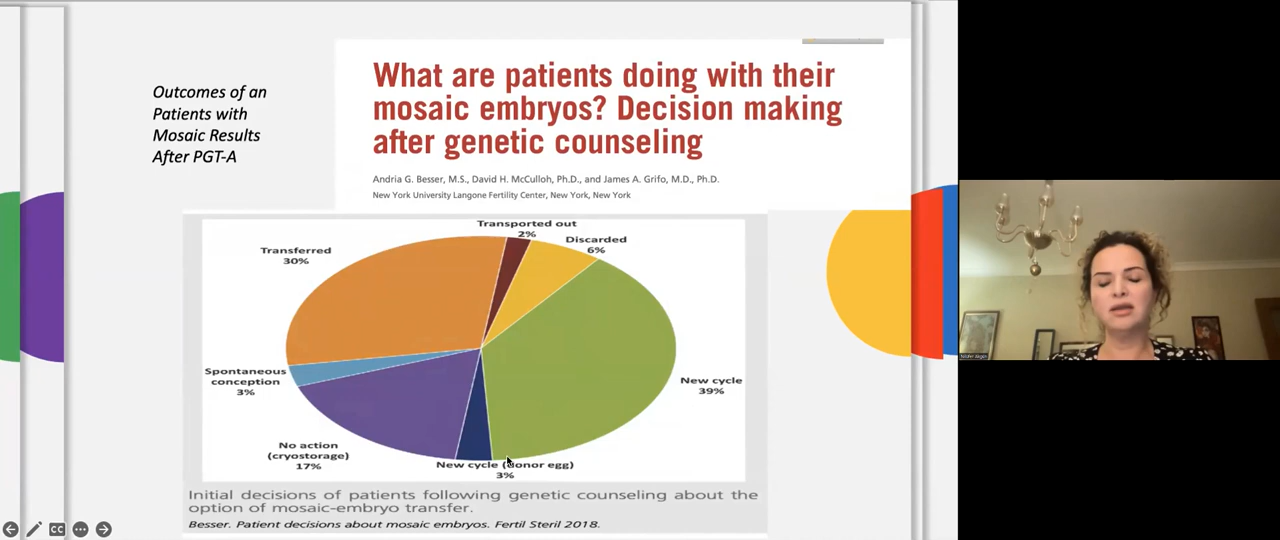 Outcomes of an
Patients with
Mosaic Results
After PGT-A
What are patients doing with their
mosaic embryos? Decision making
after genetic counseling
Andria G. Besser, M.S., David H. McCulloh, Ph.D., and James A. Grifo, M.D., Ph.D.
New York University Langone Fertility Center, New York, New York
Transported out
2%
Discarded
6%
Transferred
30%
Spontaneous
conception
3%
New cycle
39%
No action
(cryostorage)
17%
New cycle (donor egg)
3%
Initial decisions of patients following genetic counseling about the
option of mosaic-embryo transfer.
Besser. Patient decisions about mosaic embryos. Fertil Steril 2018.
CC